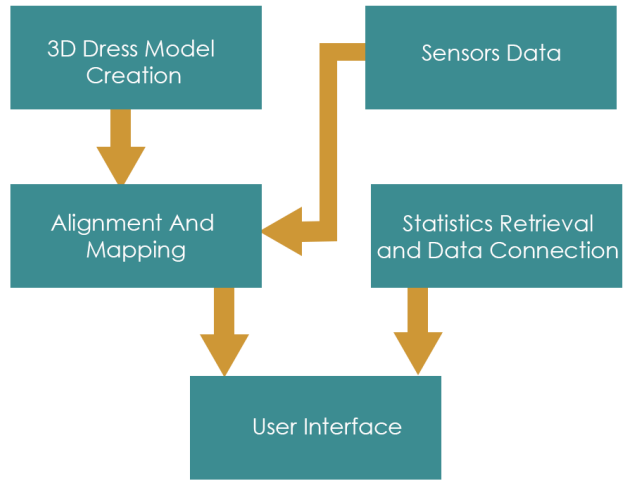 3D Dress Model
Creation
Sensors Data
Alignment And
Mapping
Statistics Retrieval
and Data Connection
User Interface